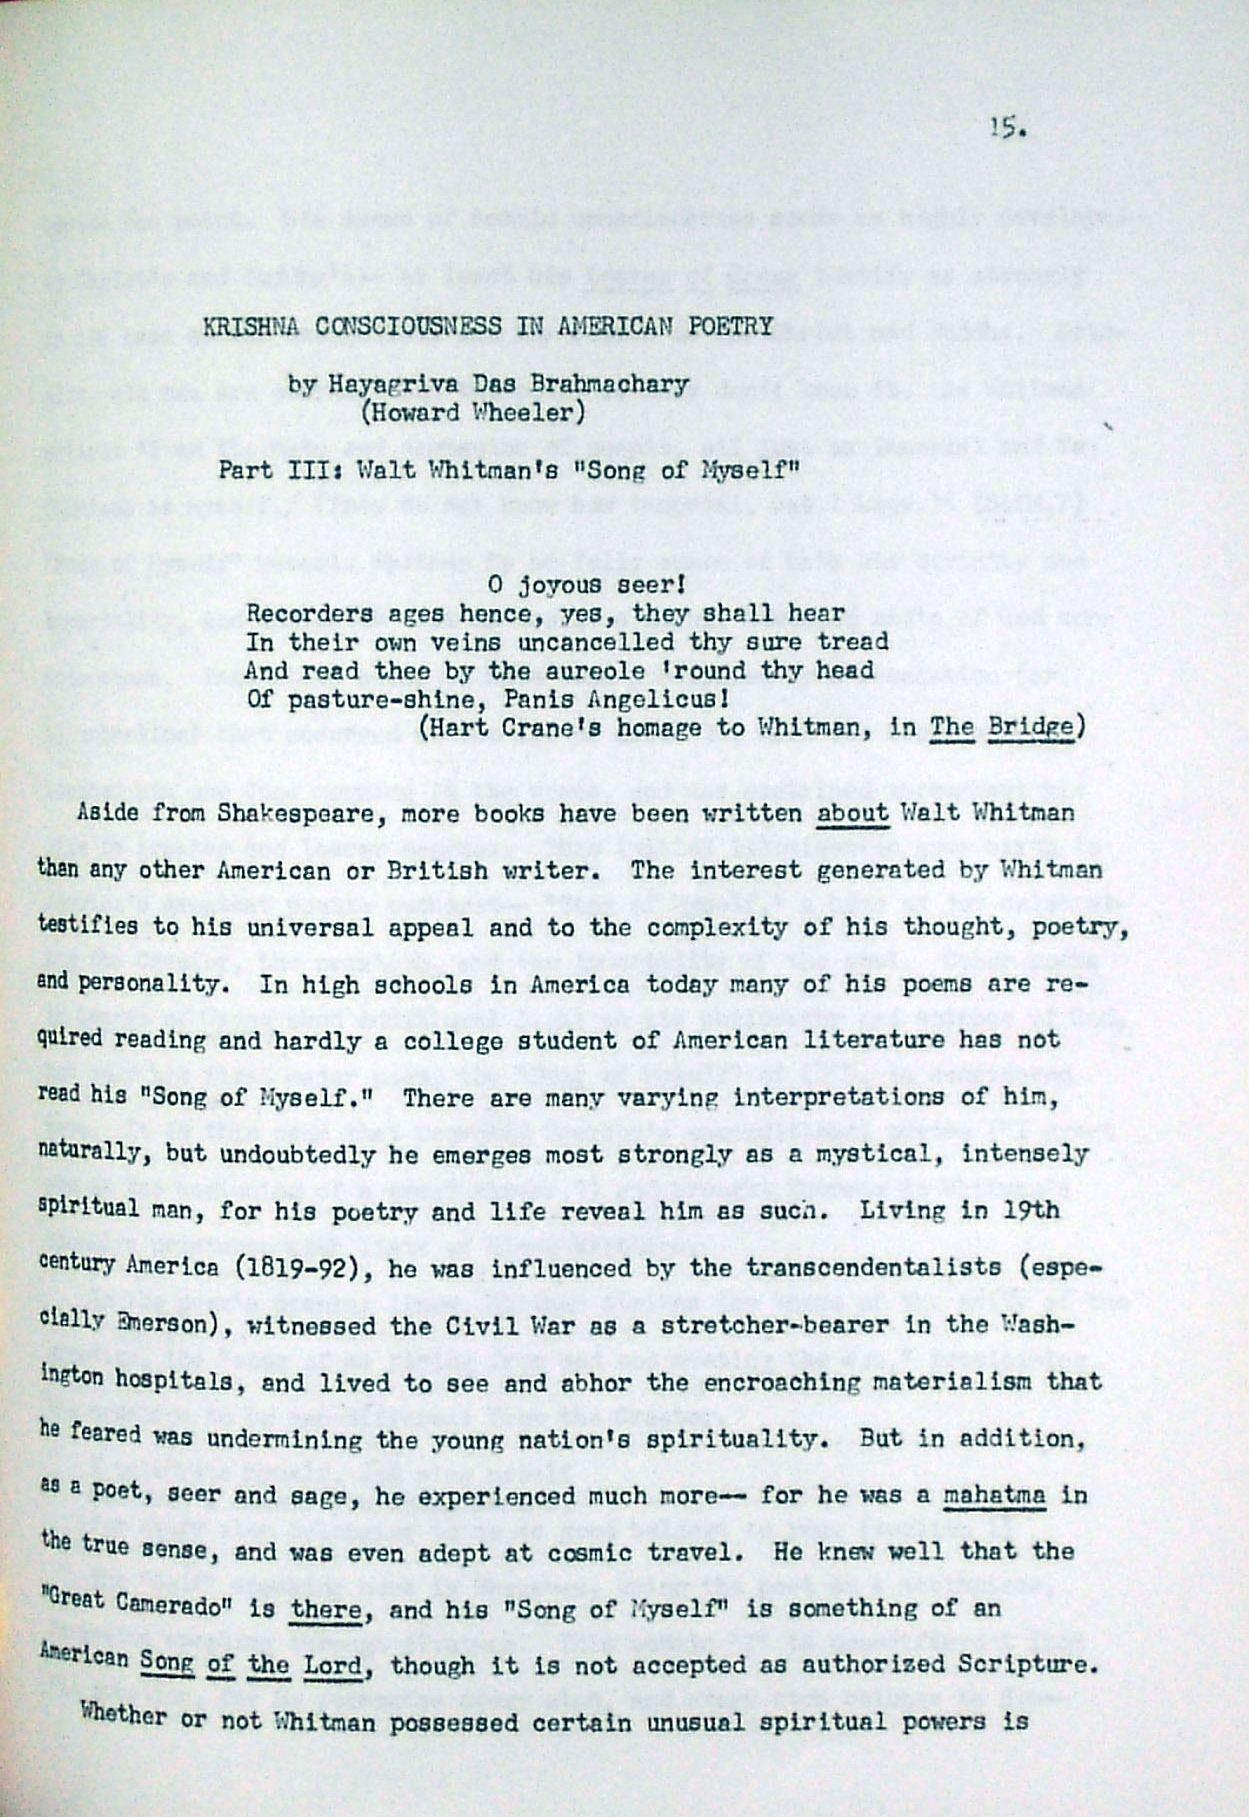 15.
KRISHNA CONSCIOUSNESS IN AMERICAN POETRY
by Hayagriva Das Brahmachary
(Howard Wheeler)
Part III: Walt Whitman's "Song of Myself"
O joyous seer!
Recorders ages hence, yes, they shall hear
In their own veins uncancelled thy sure tread
And read thee by the aureole 'round thy head
Of pasture-shine, Panis Angelicus!
(Hart Crane's homage to Whitman, in The Bridge)
Aside from Shakespeare, more books have been written about Walt Whitman
than any other American or British writer. The interest generated by Whitman
testifies to his universal appeal and to the complexity of his thought, poetry,
and personality. In high schools in America today many of his poems are re-
quired reading and hardly a college student of American literature has not
read his "Song of Myself." There are many varying interpretations of him,
naturally, but undoubtedly he emerges most strongly as a mystical, intensely
spiritual man, for his poetry and life reveal him as such. Living in 19th
century America (1819-92), he was influenced by the transcendentalists (espe-
cially Emerson), witnessed the Civil War as a stretcher-bearer in the Wash-
ington hospitals, and lived to see and abhor the encroaching materialism that
he feared was undermining the young nation's spirituality. But in addition,
as a poet, seer and sage, he experienced much more-- for he was a mahatma in
the true sense, and was even adept at cosmic travel. He knew well that the
"Great Camerado" is there, and his "Song of Myself" is something of an
American Song of the Lord, though it is not accepted as authorized Scripture.
Whether or not Whitman possessed certain unusual spiritual powers is